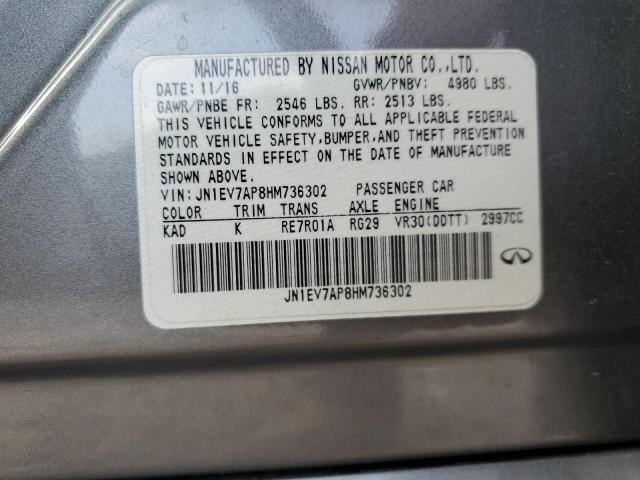 MANUFACTURED BY NISSAN MOTOR CO.,LTD.
DATE: 11/16 GVWR/PNBV: 4980 LBS.
GAWR/PNBE FR: 2546 LBS. RR: 2513 LBS.
THIS VEHICLE CONFORMS TO ALL APPLICABLE FEDERAL
MOTOR VEHICLE SAFETY,BUMPER,AND THEFT PREVENTION
STANDARDS IN EFFECT ON THE DATE OF MANUFACTURE
SHOWN ABOVE.
VIN: JN1EV7AP8HM736302 PASSENGER CAR
COLOR TRIM TRANS AXLE ENGINE
KAD K RE7R01A RG29 VR30(DDTT) 2997CC
JN1EV7AP8HM736302